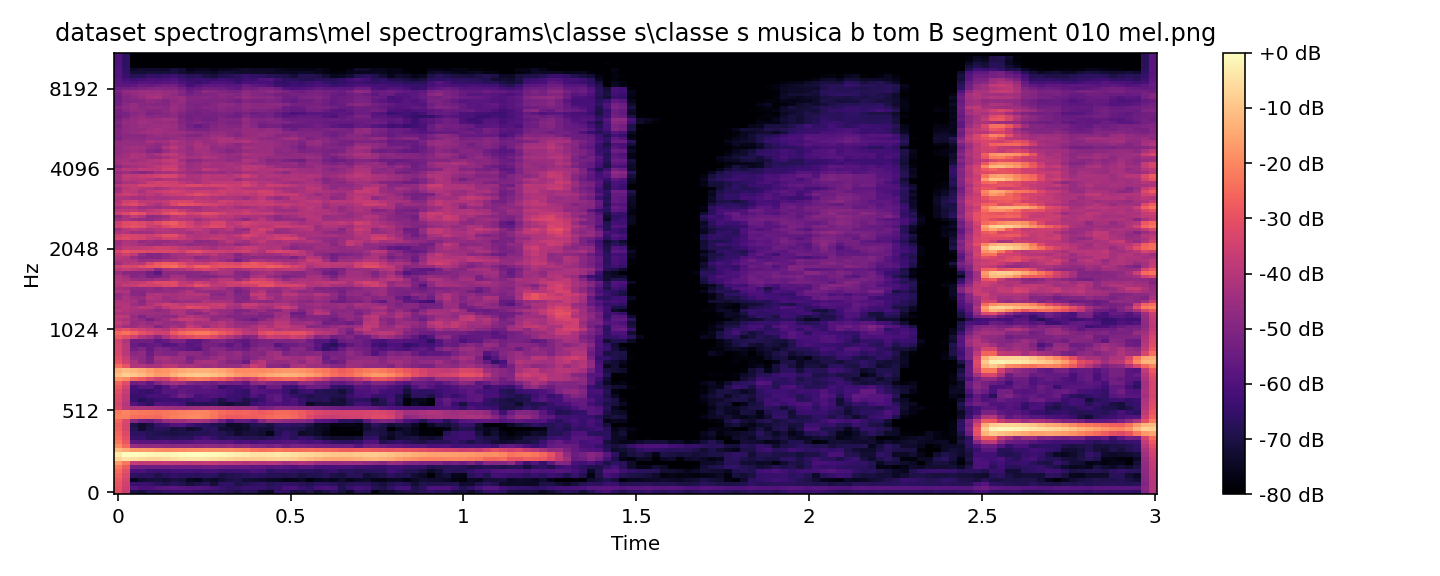 dataset spectrograms\mel spectrograms\classe s\classe s musica b tom B segment 010 mel.png
8192
4096
2048
1024
512
0
Hz
0
0.5
1
1.5
2
2.5
3
Time
+0 dB
-10 dB
-20 dB
-30 dB
-40 dB
-50 dB
-60 dB
-70 dB
-80 dB